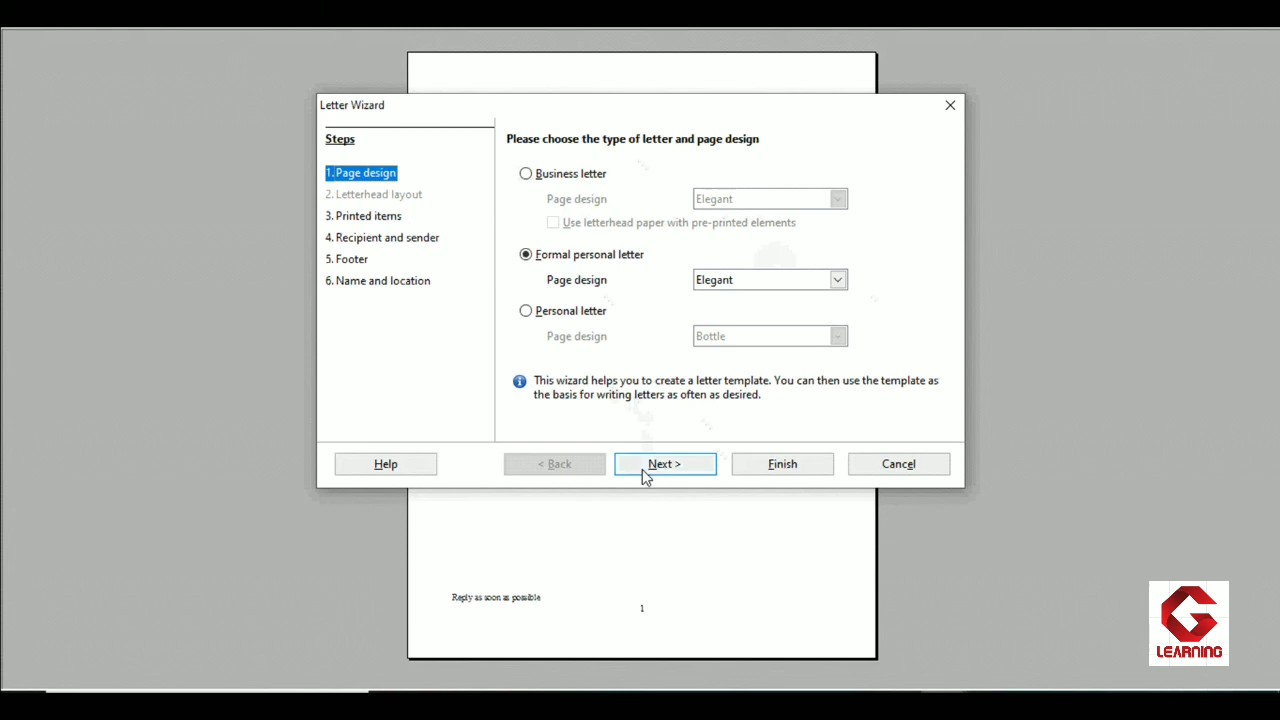 Letter Wizard
Steps
1. Page design
2. Letterhead layout
3. Printed items
4. Recipient and sender
5. Footer
6. Name and location
Please choose the type of letter and page design
Business letter
Page design Elegant
Use letterhead paper with pre-printed elements
Formal personal letter
Page design Elegant
Personal letter
Page design Bottle
This wizard helps you to create a letter template. You can then use the template as
the basis for writing letters as often as desired.
Help < Back Next > Finish Cancel
Reply as soon as possible
1
LEARNING